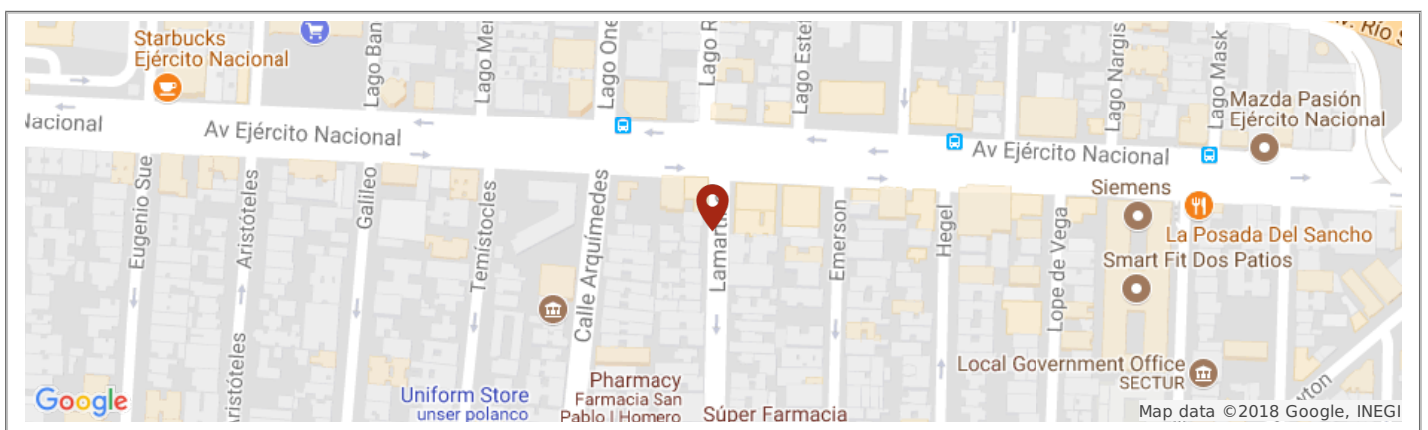 Starbucks
Ejército Nacional
Lago Ban
Lago Mer
Lago One
Lago R
Lago Estef
Lago Nargis
Lago Mask
Mazda Pasión
Ejército Nacional
Nacional
Av Ejército Nacional
Av Ejército Nacional
Eugenio Sue
Aristóteles
Galileo
Temístocles
Calle Arquímedes
Lamartin
Emerson
Hegel
Lope de Vega
Siemens
La Posada Del Sancho
Smart Fit Dos Patios
Aristóteles
Local Government Office
SECTUR
Google
Uniform Store
unser polanco
Pharmacy
Farmacia San
Pablo | Homero
Súper Farmacia
Map data ©2018 Google, INEGI